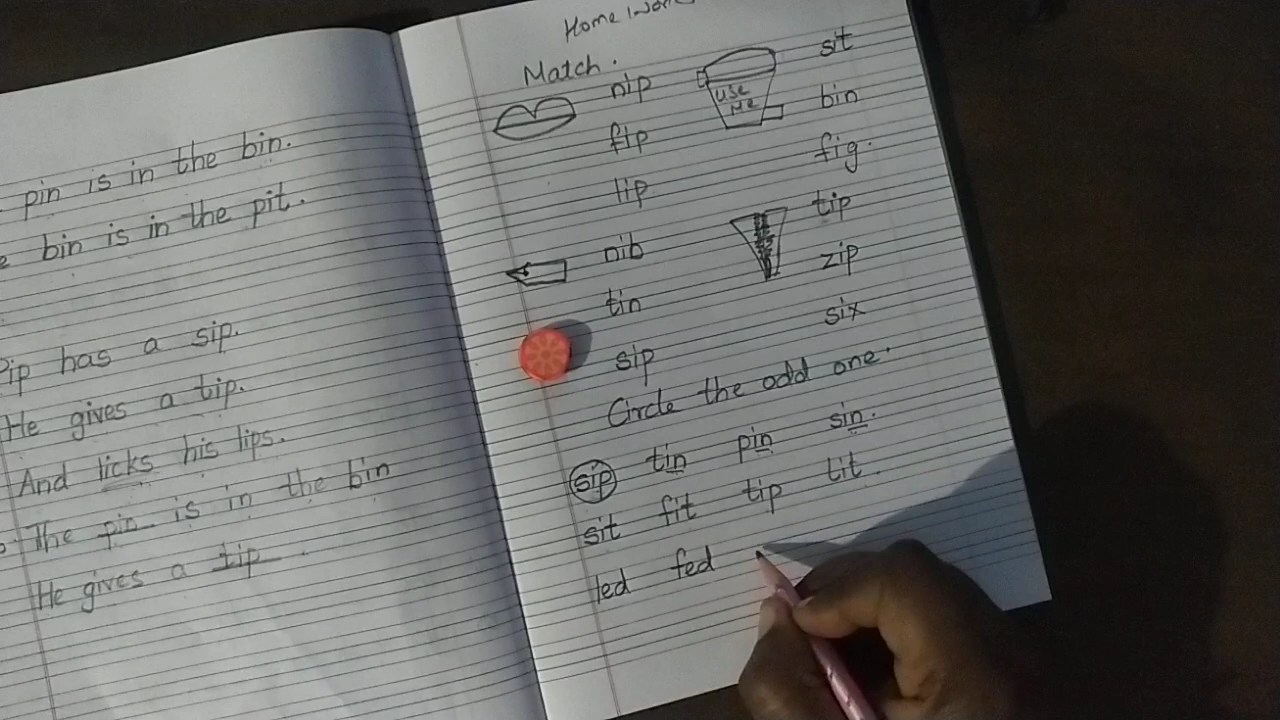 pin is in the bin.
bin is in the pit.
Pip has a sip.
He gives a tip.
And licks his lips.
The pin is in the bin
He gives a tip.
Home Work
Match.
nip
fip
lip
nib
tin
sip
USE
ME
sit
bin
fig.
tip
zip
six
Circle the odd one.
sip tin pin sin.
sit fit tip tit.
led fed